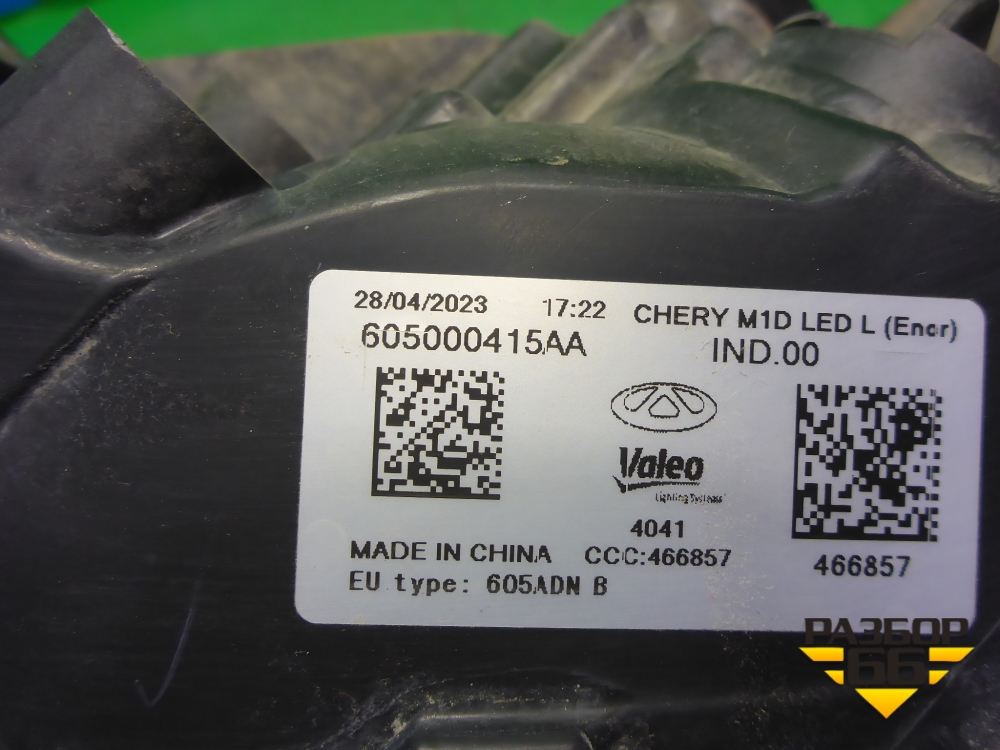 28/04/2023 17:22 CHERY M1D LED L (Encr)
605000415AA IND.00
Valeo
Lighting Systems
4041
MADE IN CHINA CCC:466857
466857
EU type: 605ADN B
РАЗБОР
66